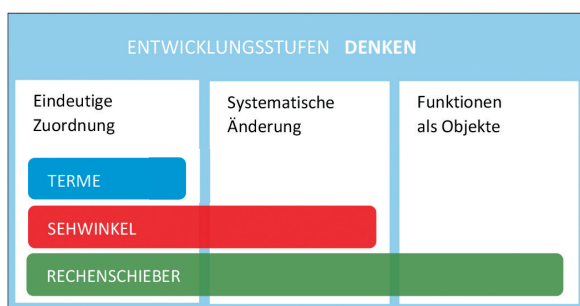 ENTWICKLUNGSSTUFEN DENKEN
Eindeutige
Zuordnung
Systematische
Änderung
Funktionen
als Objekte
TERME
SEHWINKEL
RECHENSCHIEBER